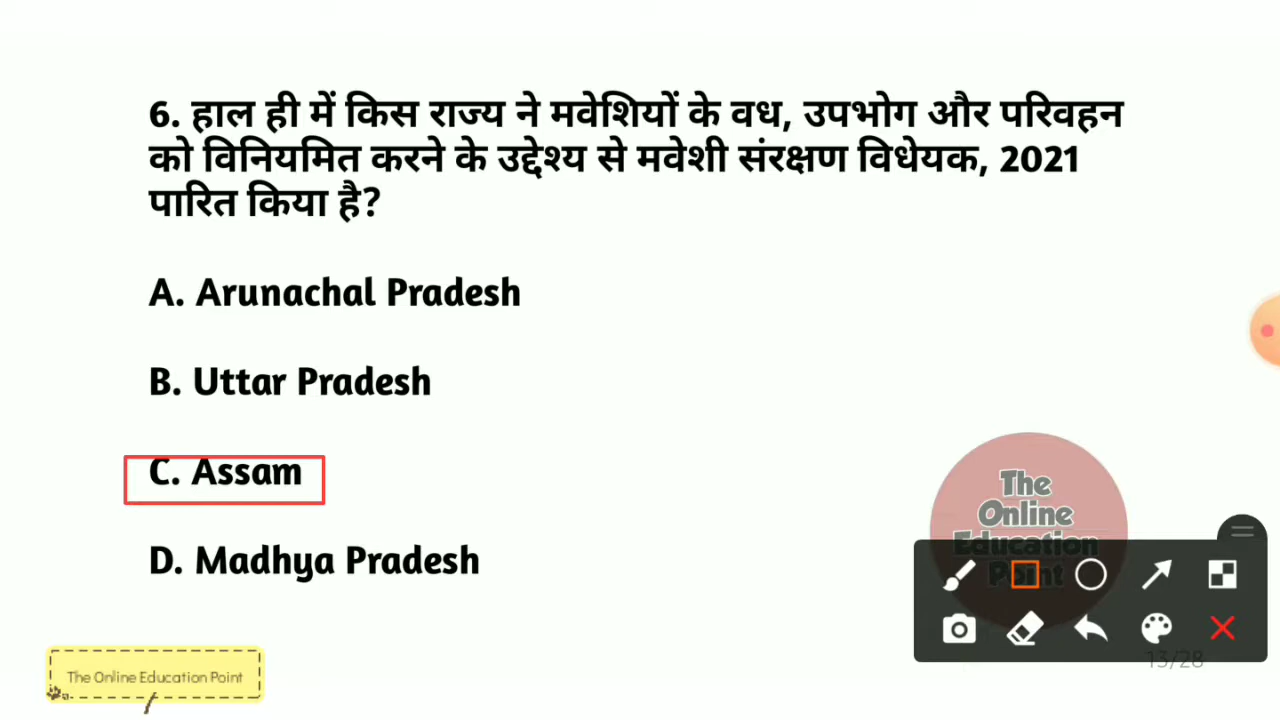 6. हाल ही में किस राज्य ने मवेशियों के वध, उपभोग और परिवहन
को विनियमित करने के उद्देश्य से मवेशी संरक्षण विधेयक, 2021
पारित किया है?
A. Arunachal Pradesh
B. Uttar Pradesh
C. Assam
D. Madhya Pradesh
The
Online
Education
Point
13/28
The Online Education Point